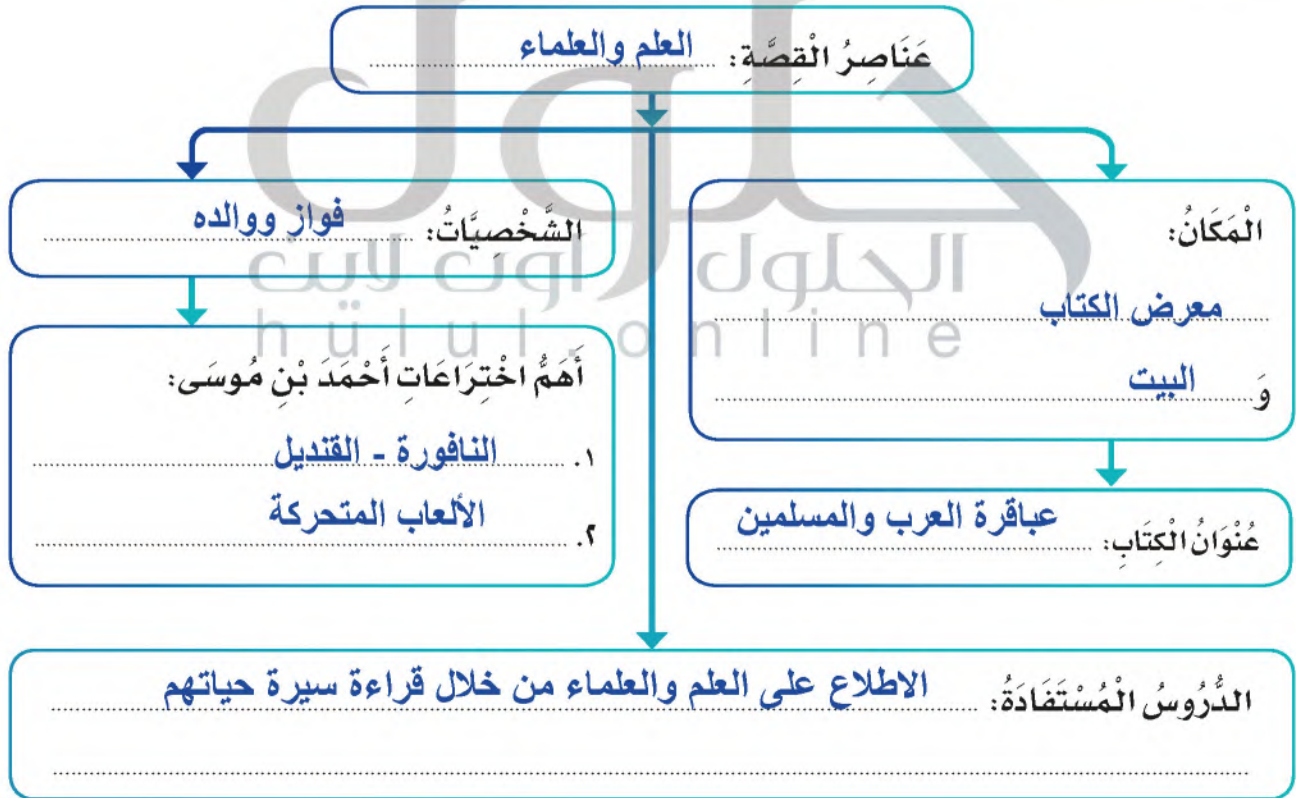 عَنَاصِرُ الْقِصَّةِ: العلم والعلماء
الْمَكَانُ:
معرض الكتاب
وَ البيت
عُنْوَانُ الْكِتَابِ: عباقرة العرب والمسلمين
الشَّخْصِيَّاتُ: فواز ووالده
أَهَمُّ اخْتِرَاعَاتِ أَحْمَدَ بْنِ مُوسَى:
١. النافورة - القنديل
٢. الألعاب المتحركة
الدُّرُوسُ الْمُسْتَفَادَةُ: الاطلاع على العلم والعلماء من خلال قراءة سيرة حياتهم
حلول
الحلول اون لاين
hulul.online